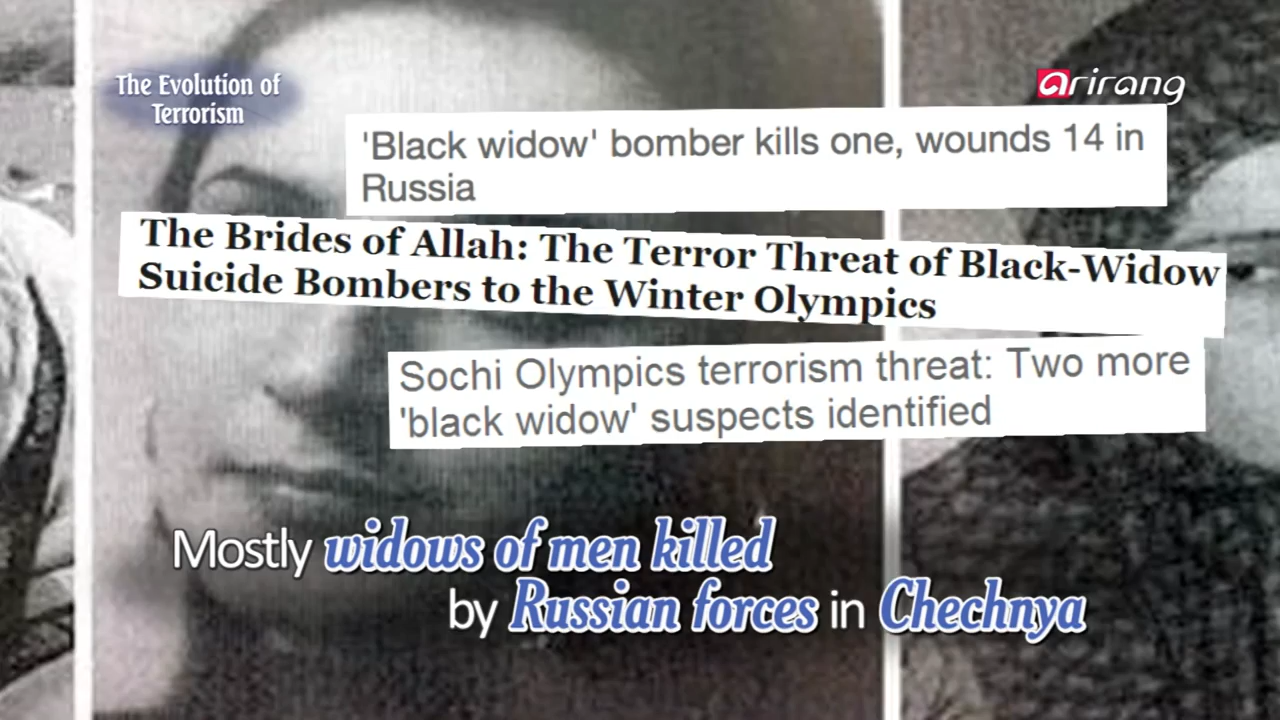 The Evolution of
Terrorism
arirang
'Black widow' bomber kills one, wounds 14 in
Russia
The Brides of Allah: The Terror Threat of Black-Widow
Suicide Bombers to the Winter Olympics
Sochi Olympics terrorism threat: Two more
'black widow' suspects identified
Mostly widows of men killed
by Russian forces in Chechnya